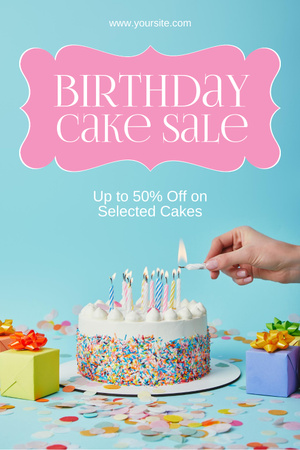 www.yoursite.com
BIRTHDAY
CAKE SALE
Up to 50% Off on
Selected Cakes